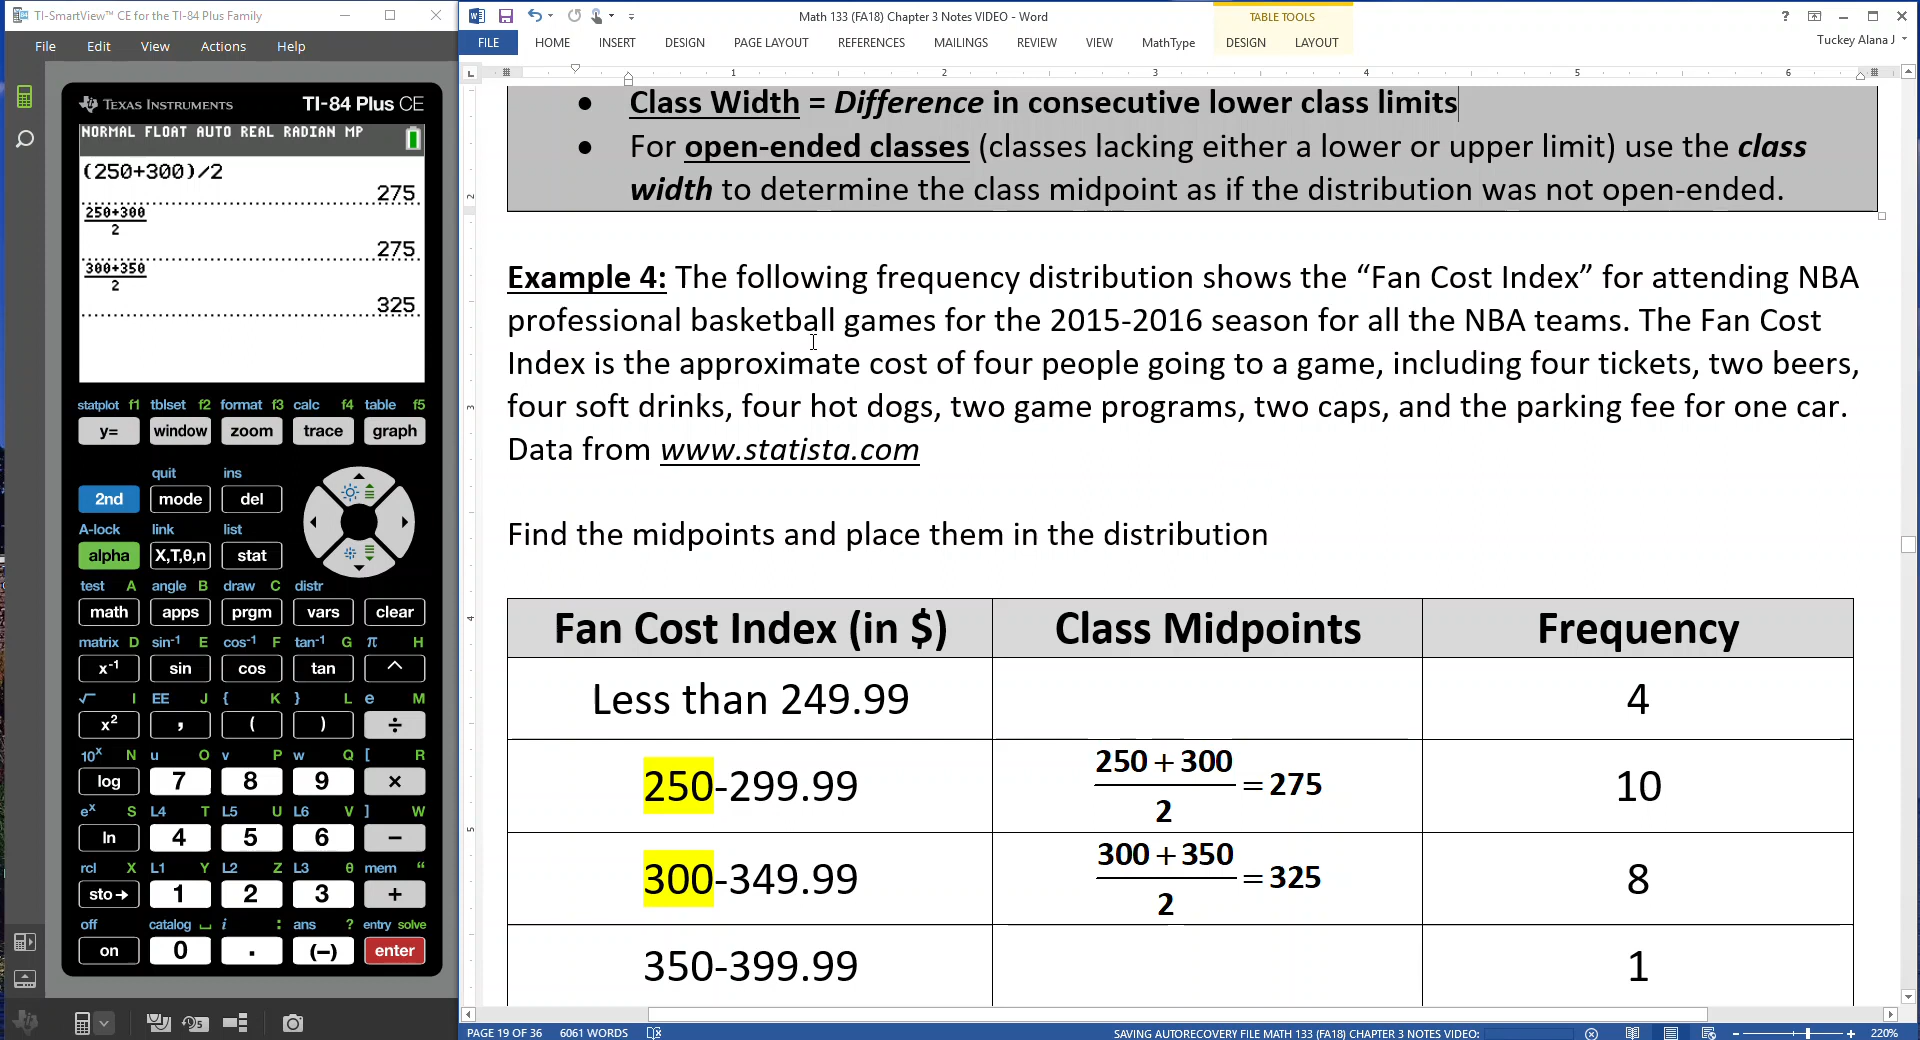 TI-SmartView™ CE for the TI-84 Plus Family
File Edit View Actions Help
TEXAS INSTRUMENTS TI-84 Plus CE
NORMAL FLOAT AUTO REAL RADIAN MP
(250+300)/2
275
250+300
2
275
300+350
2
325
statplot f1 tblset f2 format f3 calc f4 table f5
y= window zoom trace graph
quit ins
2nd mode del
A-lock link list
alpha X,T,θ,n stat
test A angle B draw C distr
math apps prgm vars clear
matrix D sin⁻¹ E cos⁻¹ F tan⁻¹ G π H
x⁻¹ sin cos tan ^
√ I EE J { K } L e M
x² , ( ) ÷
10ˣ N u O v P w Q [ R
log 7 8 9 ×
eˣ S L4 T L5 U L6 V ] W
ln 4 5 6 −
rcl X L1 Y L2 Z L3 θ mem “
sto→ 1 2 3 +
off catalog ⎵ i : ans ? entry solve
on 0 . (−) enter
Math 133 (FA18) Chapter 3 Notes VIDEO - Word
TABLE TOOLS
FILE HOME INSERT DESIGN PAGE LAYOUT REFERENCES MAILINGS REVIEW VIEW MathType DESIGN LAYOUT
Tuckey Alana J
1 2 3 4 5 6
• Class Width = Difference in consecutive lower class limits
• For open-ended classes (classes lacking either a lower or upper limit) use the class
width to determine the class midpoint as if the distribution was not open-ended.
Example 4: The following frequency distribution shows the “Fan Cost Index” for attending NBA
professional basketball games for the 2015-2016 season for all the NBA teams. The Fan Cost
Index is the approximate cost of four people going to a game, including four tickets, two beers,
four soft drinks, four hot dogs, two game programs, two caps, and the parking fee for one car.
Data from www.statista.com
Find the midpoints and place them in the distribution
Fan Cost Index (in $) Class Midpoints Frequency
Less than 249.99 4
250-299.99 250+300 / 2 = 275 10
300-349.99 300+350 / 2 = 325 8
350-399.99 1
PAGE 19 OF 36 6061 WORDS SAVING AUTORECOVERY FILE MATH 133 (FA18) CHAPTER 3 NOTES VIDEO: 220%